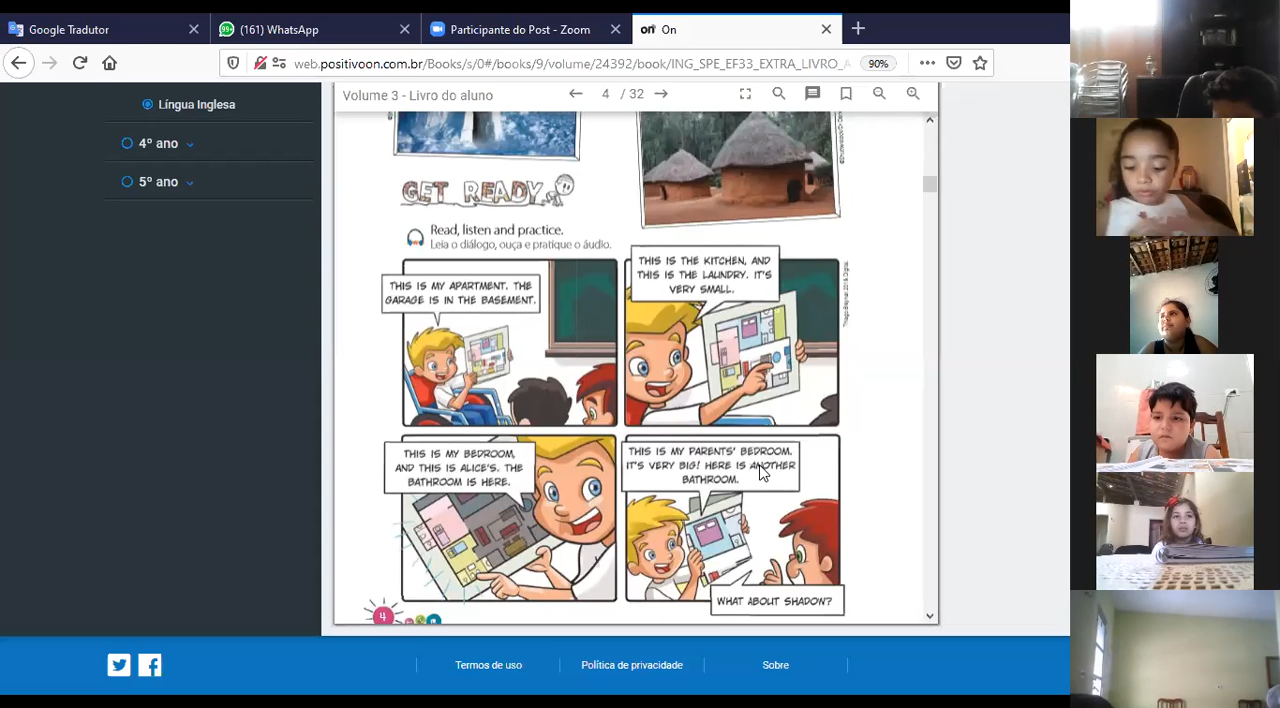 Google Tradutor
99+
(161) WhatsApp
Participante do Post - Zoom
on
On
web.positivoon.com.br/Books/s/0#/books/9/volume/24392/book/ING_SPE_EF33_EXTRA_LIVRO_A
90%
Língua Inglesa
4º ano
5º ano
Volume 3 - Livro do aluno
4 / 32
GET READY
Read, listen and practice.
Leia o diálogo, ouça e pratique o áudio.
THIS IS MY APARTMENT. THE
GARAGE IS IN THE BASEMENT.
THIS IS THE KITCHEN, AND
THIS IS THE LAUNDRY. IT'S
VERY SMALL.
THIS IS MY BEDROOM,
AND THIS IS ALICE'S. THE
BATHROOM IS HERE.
THIS IS MY PARENTS' BEDROOM.
IT'S VERY BIG! HERE IS ANOTHER
BATHROOM.
WHAT ABOUT SHADOW?
4
Termos de uso
Política de privacidade
Sobre